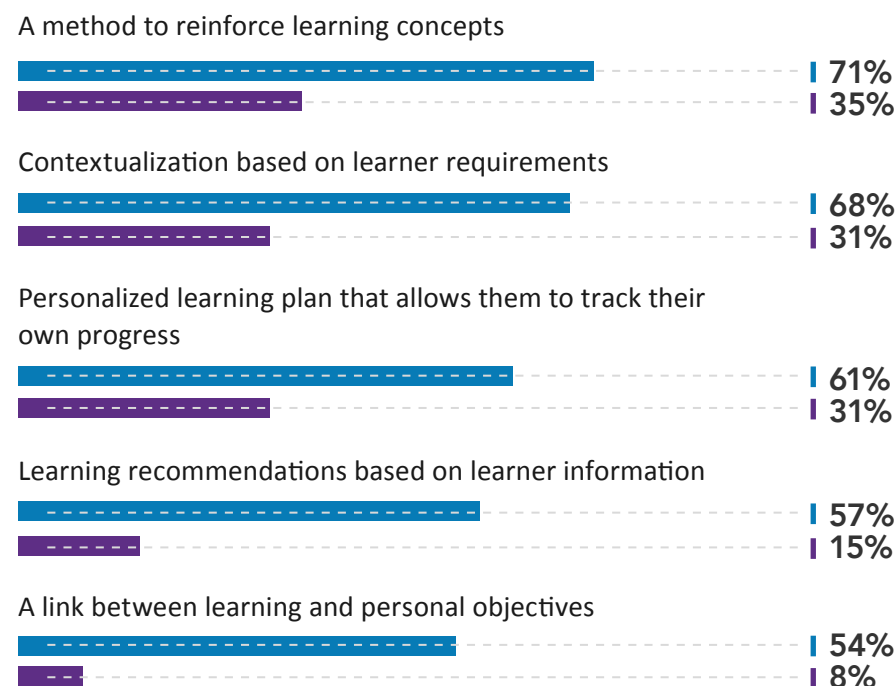 A method to reinforce learning concepts
71%
35%
Contextualization based on learner requirements
68%
31%
Personalized learning plan that allows them to track their
own progress
61%
31%
Learning recommendations based on learner information
57%
15%
A link between learning and personal objectives
54%
8%